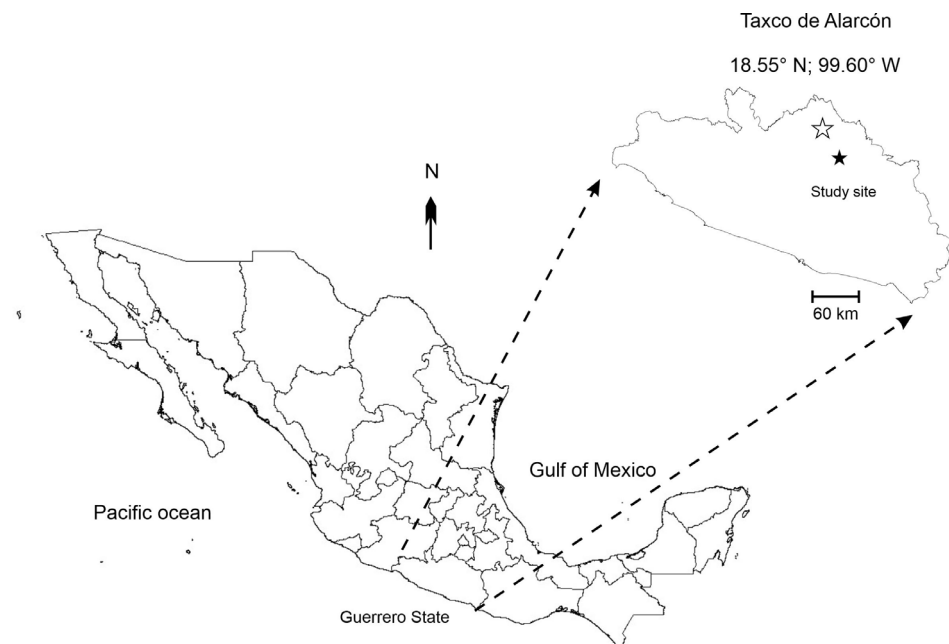 Taxco de Alarcón
18.55° N; 99.60° W
N
Study site
60 km
Gulf of Mexico
Pacific ocean
Guerrero State